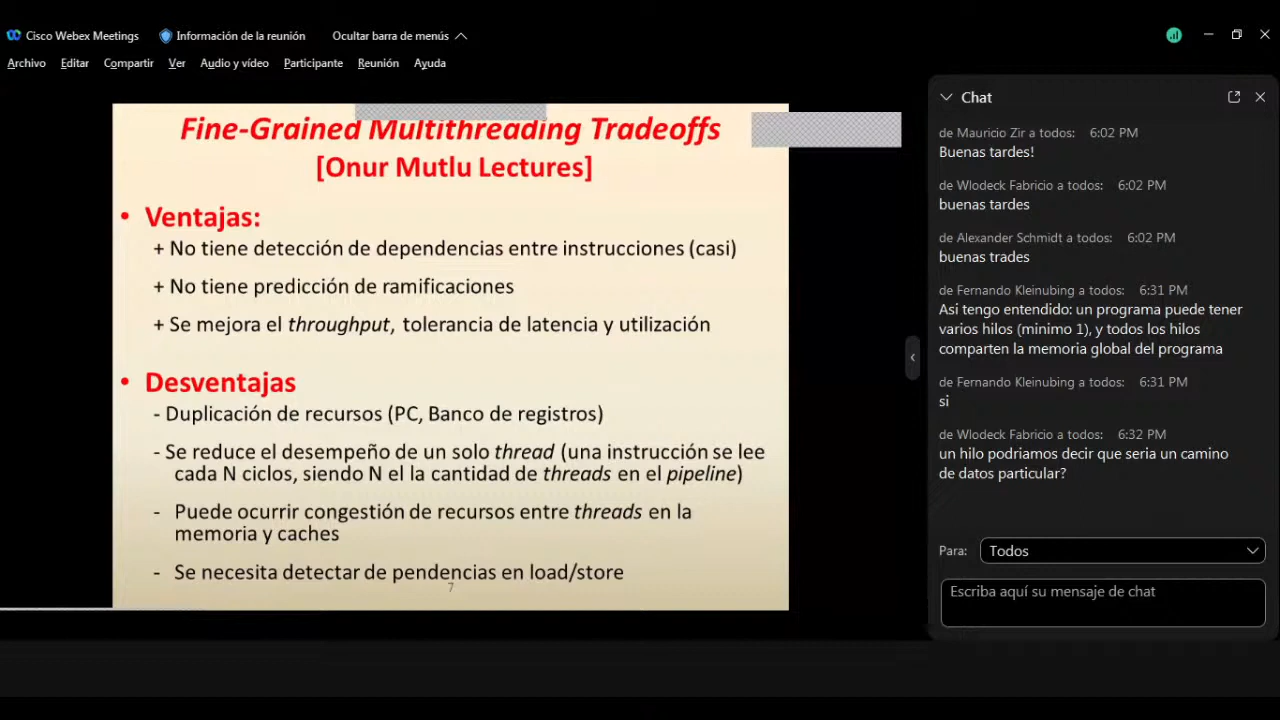 Cisco Webex Meetings
Información de la reunión
Ocultar barra de menús
Archivo Editar Compartir Ver Audio y vídeo Participante Reunión Ayuda
Fine-Grained Multithreading Tradeoffs
[Onur Mutlu Lectures]
• Ventajas:
+ No tiene detección de dependencias entre instrucciones (casi)
+ No tiene predicción de ramificaciones
+ Se mejora el throughput, tolerancia de latencia y utilización
• Desventajas
- Duplicación de recursos (PC, Banco de registros)
- Se reduce el desempeño de un solo thread (una instrucción se lee
cada N ciclos, siendo N el la cantidad de threads en el pipeline)
- Puede ocurrir congestión de recursos entre threads en la
memoria y caches
- Se necesita detectar de pendencias en load/store
7
Chat
de Mauricio Zir a todos: 6:02 PM
Buenas tardes!
de Wlodeck Fabricio a todos: 6:02 PM
buenas tardes
de Alexander Schmidt a todos: 6:02 PM
buenas trades
de Fernando Kleinubing a todos: 6:31 PM
Asi tengo entendido: un programa puede tener
varios hilos (minimo 1), y todos los hilos
comparten la memoria global del programa
de Fernando Kleinubing a todos: 6:31 PM
si
de Wlodeck Fabricio a todos: 6:32 PM
un hilo podriamos decir que seria un camino
de datos particular?
Para: Todos
Escriba aquí su mensaje de chat